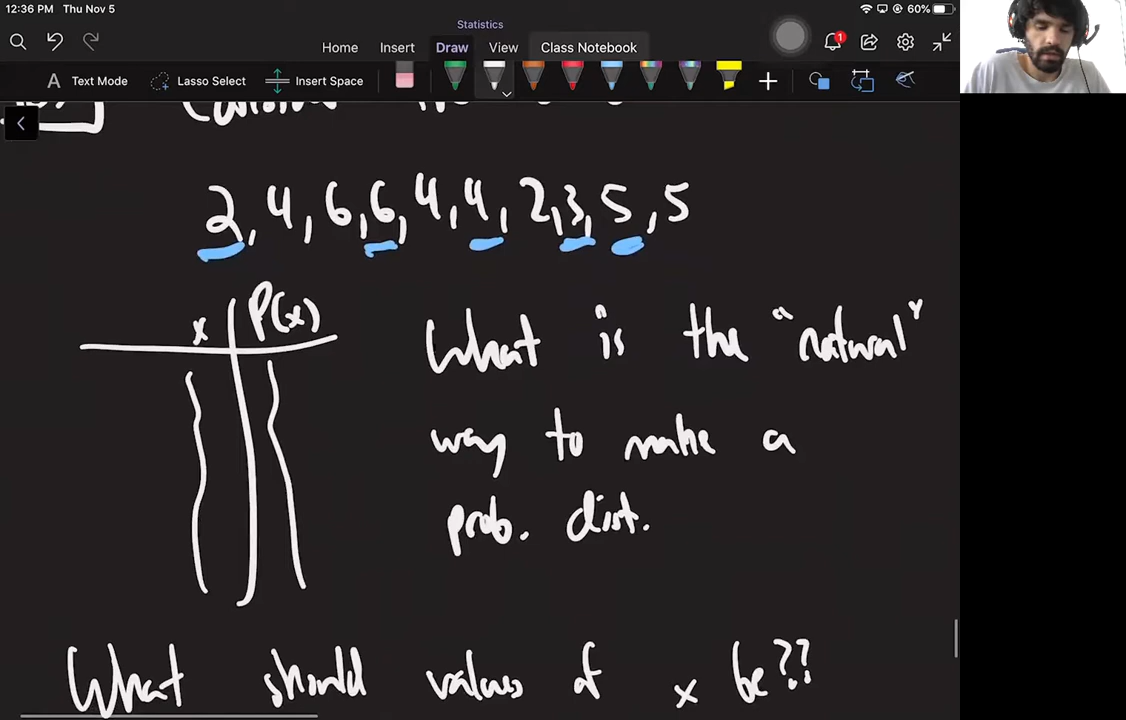 12:36 PM Thu Nov 5
60%
Statistics
Home Insert Draw View Class Notebook
1
A Text Mode Lasso Select Insert Space
2, 4, 6, 6, 4, 4, 2, 3, 5, 5
x P(x)
What is the "natural"
way to make a
prob. dist.
What should values of x be??